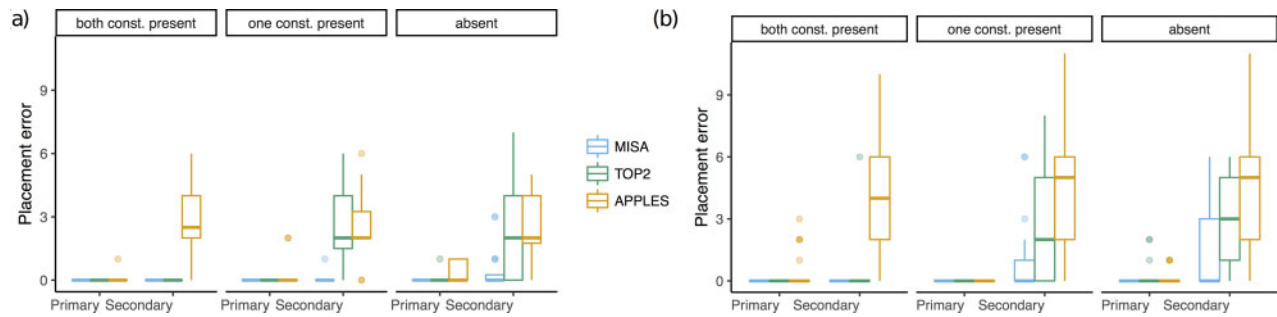 a)
both const. present one const. present absent
Placement error
9
6
3
0
Primary Secondary Primary Secondary Primary Secondary
MISA
TOP2
APPLES
(b)
both const. present one const. present absent
Placement error
9
6
3
0
Primary Secondary Primary Secondary Primary Secondary